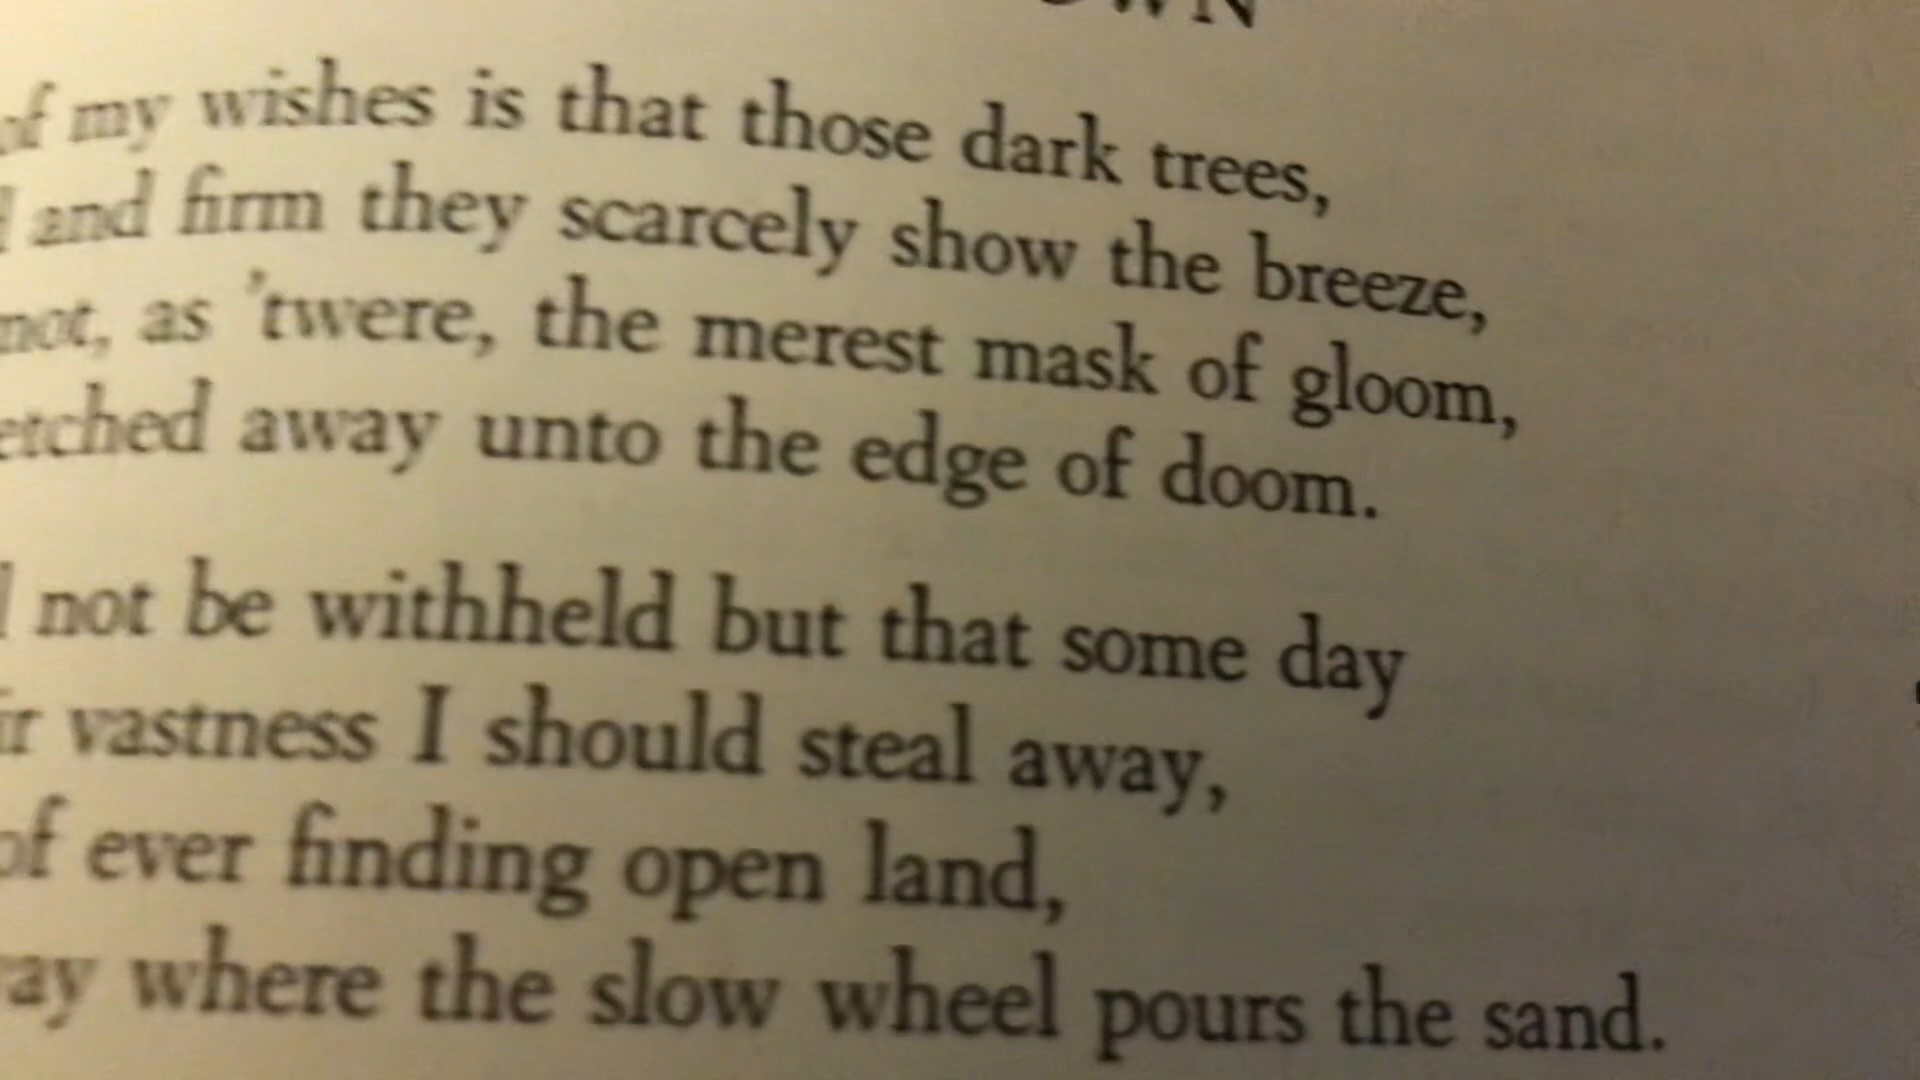 of my wishes is that those dark trees,
and firm they scarcely show the breeze,
not, as 'twere, the merest mask of gloom,
etched away unto the edge of doom.
not be withheld but that some day
vastness I should steal away,
of ever finding open land,
ay where the slow wheel pours the sand.